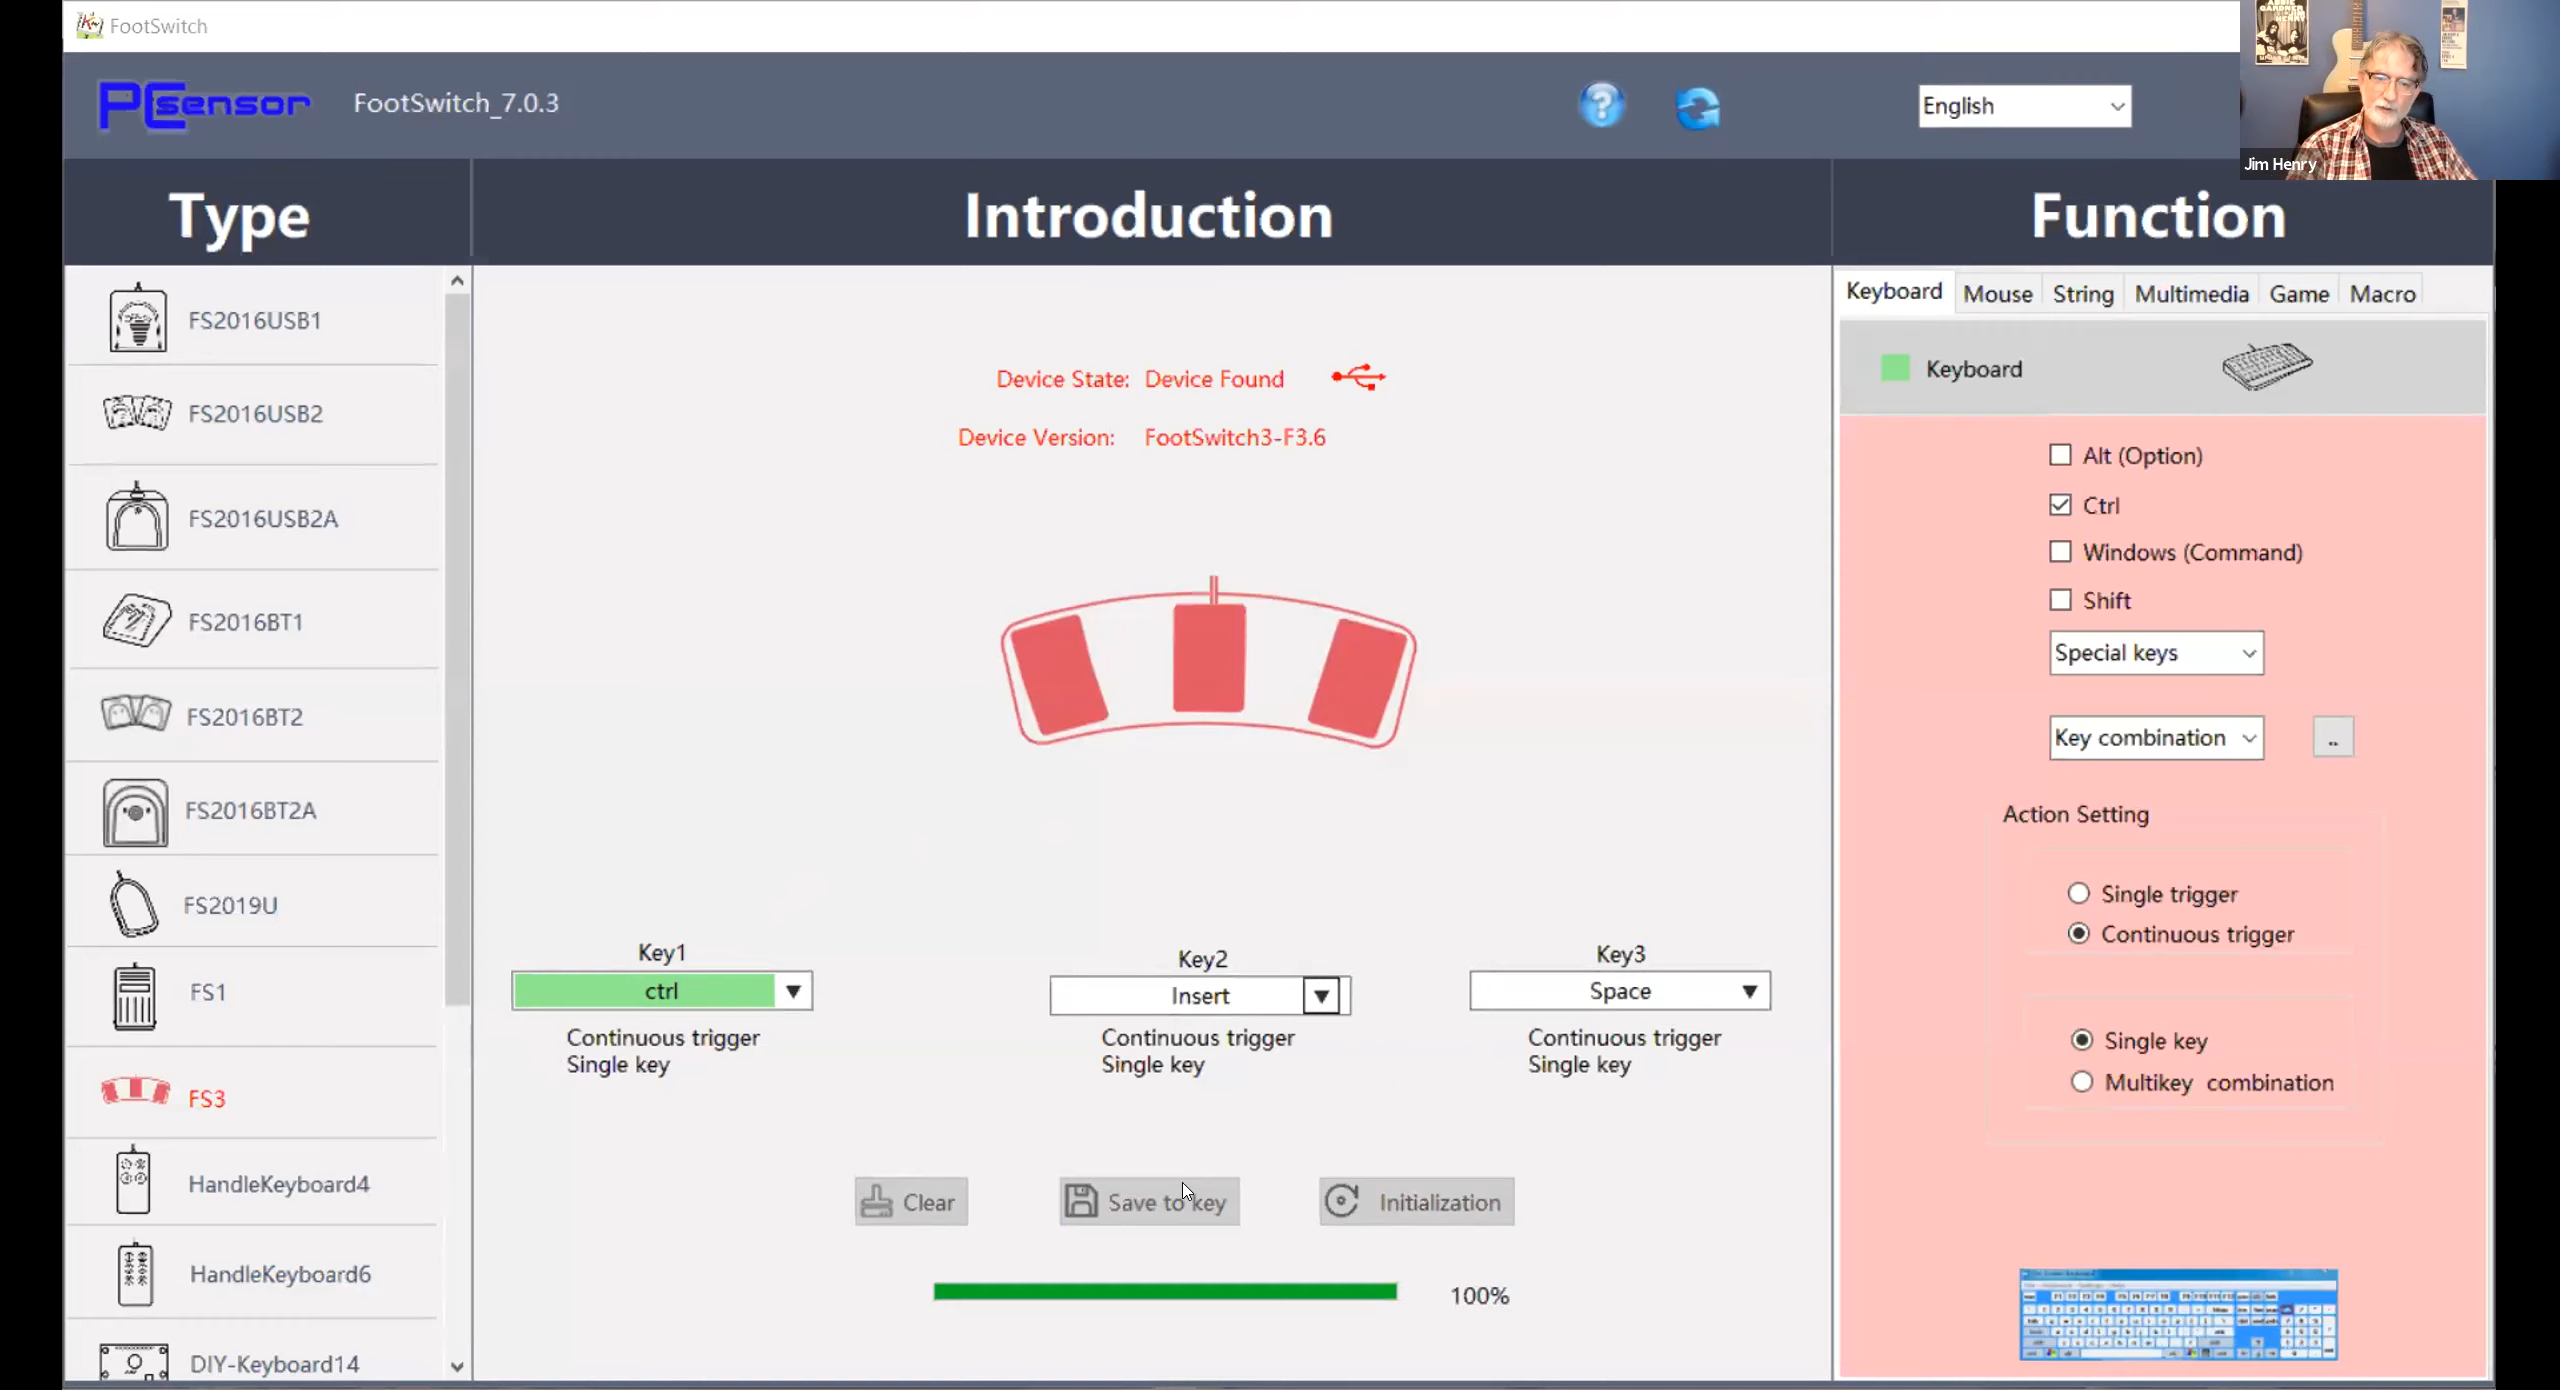 FootSwitch
PCsensor
FootSwitch_7.0.3
English
Jim Henry
Type
Introduction
Function
FS2016USB1
FS2016USB2
FS2016USB2A
FS2016BT1
FS2016BT2
FS2016BT2A
FS2019U
FS1
FS3
HandleKeyboard4
HandleKeyboard6
DIY-Keyboard14
Device State: Device Found
Device Version: FootSwitch3-F3.6
Key1
ctrl
Continuous trigger
Single key
Key2
Insert
Continuous trigger
Single key
Key3
Space
Continuous trigger
Single key
Clear
Save to key
Initialization
100%
Keyboard Mouse String Multimedia Game Macro
Keyboard
Alt (Option)
Ctrl
Windows (Command)
Shift
Special keys
Key combination
..
Action Setting
Single trigger
Continuous trigger
Single key
Multikey combination